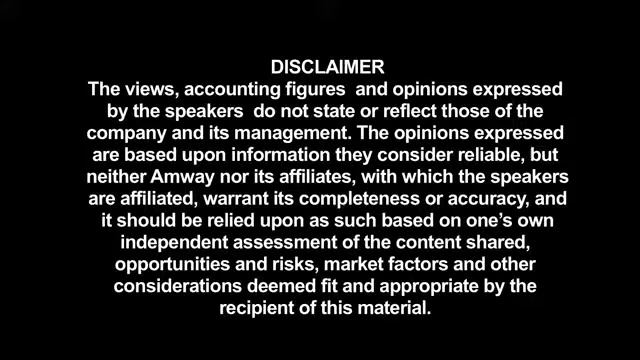 DISCLAIMER
The views, accounting figures  and opinions expressed
by the speakers  do not state or reflect those of the
company and its management. The opinions expressed
are based upon information they consider reliable, but
neither Amway nor its affiliates, with which the speakers
are affiliated, warrant its completeness or accuracy, and
it should be relied upon as such based on one’s own
independent assessment of the content shared,
opportunities and risks, market factors and other
considerations deemed fit and appropriate by the
recipient of this material.